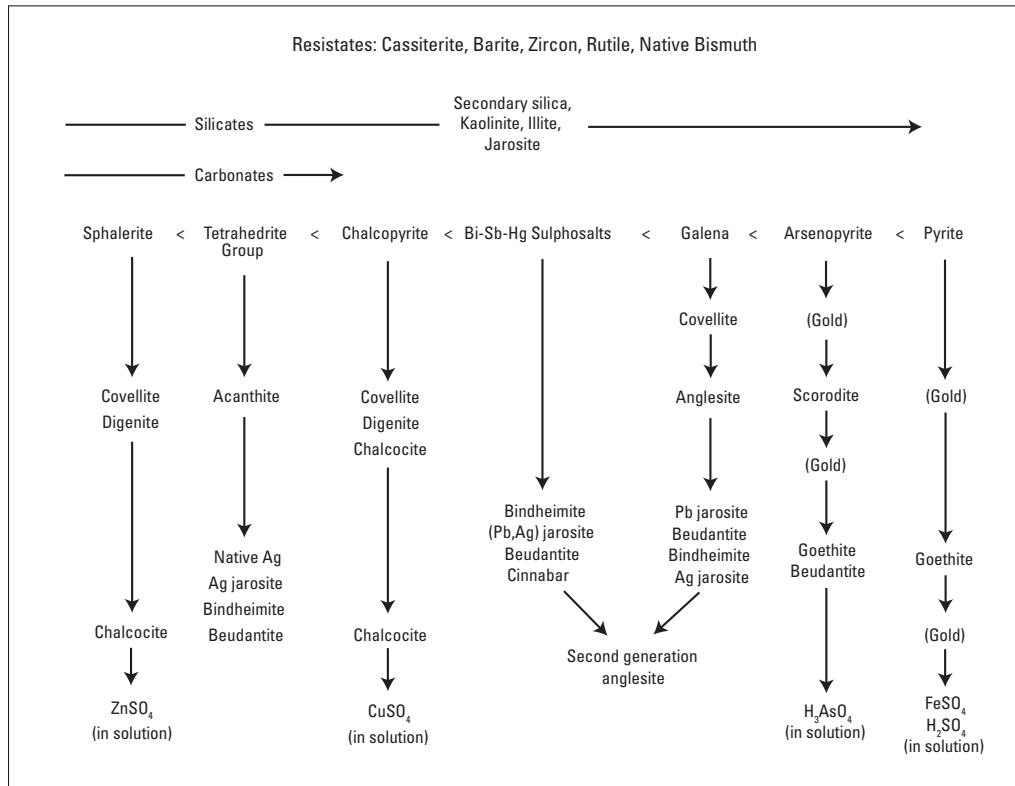 Resistates: Cassiterite, Barite, Zircon, Rutile, Native Bismuth
Secondary silica,
Silicates
Kaolinite, Illite,
Jarosite
Carbonates
Sphalerite < Tetrahedrite < Chalcopyrite < Bi-Sb-Hg Sulphosalts < Galena < Arsenopyrite < Pyrite
Group
Covellite
(Gold)
Covellite
Digenite
Acanthite
Covellite
Digenite
Chalcocite
Anglesite
Scorodite
(Gold)
(Gold)
Bindheimite
(Pb,Ag) jarosite
Beudantite
Cinnabar
Pb jarosite
Beudantite
Bindheimite
Ag jarosite
Native Ag
Ag jarosite
Bindheimite
Beudantite
Goethite
Beudantite
Goethite
Chalcocite
Chalcocite
(Gold)
Second generation
anglesite
ZnSO₄
(in solution)
CuSO₄
(in solution)
H₃AsO₄
(in solution)
FeSO₄
H₂SO₄
(in solution)